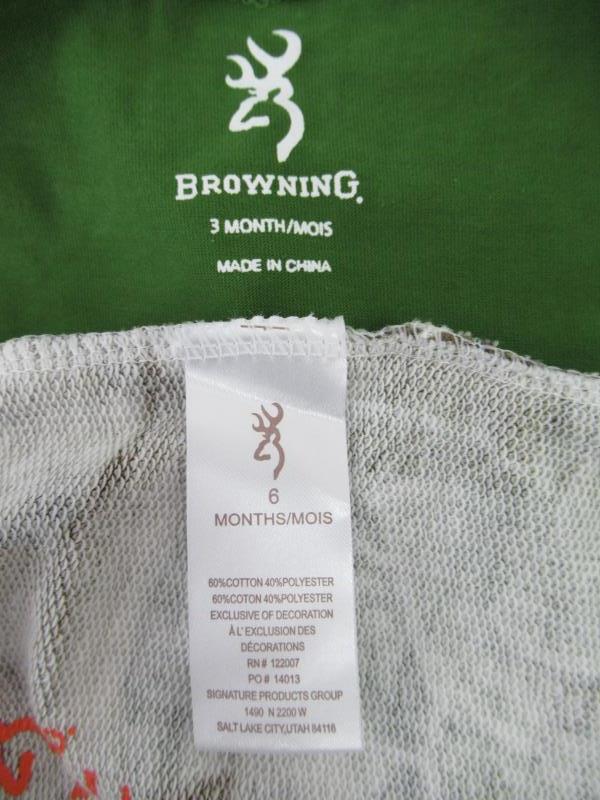 BROWNING.
3 MONTH/MOIS
MADE IN CHINA
6
MONTHS/MOIS
60%COTTON 40%POLYESTER
60%COTON 40%POLYESTER
EXCLUSIVE OF DECORATION
À L'EXCLUSION DES
DÉCORATIONS
RN# 122007
PO# 14013
SIGNATURE PRODUCTS GROUP
1490 N 2200 W
SALT LAKE CITY,UTAH 84116